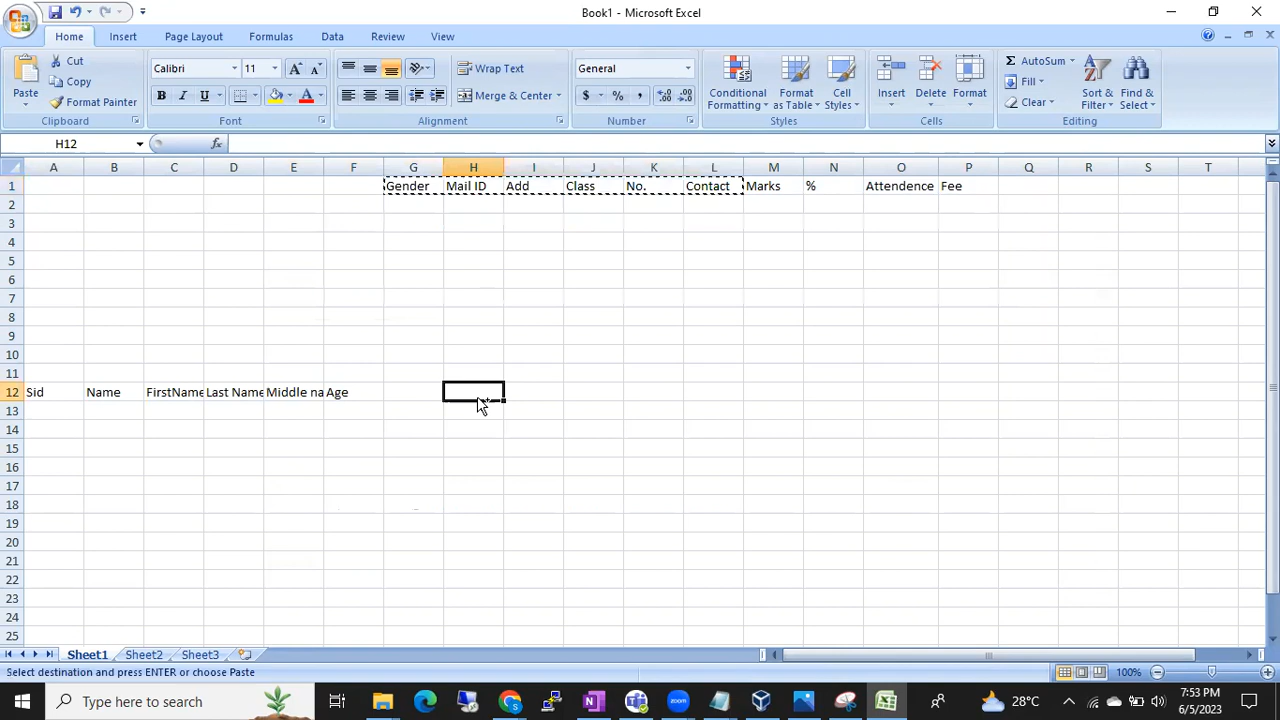 Book1 - Microsoft Excel
Home Insert Page Layout Formulas Data Review View
Paste
Cut
Copy
Format Painter
Clipboard
Calibri 11
B I U
Font
Wrap Text
Merge & Center
Alignment
General
$ % ,
Number
Conditional Formatting
Format as Table
Cell Styles
Styles
Insert Delete Format
Cells
Σ AutoSum
Fill
Clear
Sort & Filter
Find & Select
Editing
H12 fx
A B C D E F G H I J K L M N O P Q R S T
1 Gender Mail ID Add Class No. Contact Marks % Attendence Fee
2
3
4
5
6
7
8
9
10
11
12 Sid Name FirstName Last Name Middle na Age
13
14
15
16
17
18
19
20
21
22
23
24
25
Sheet1 Sheet2 Sheet3
Select destination and press ENTER or choose Paste 100%
Type here to search
28°C
7:53 PM
6/5/2023